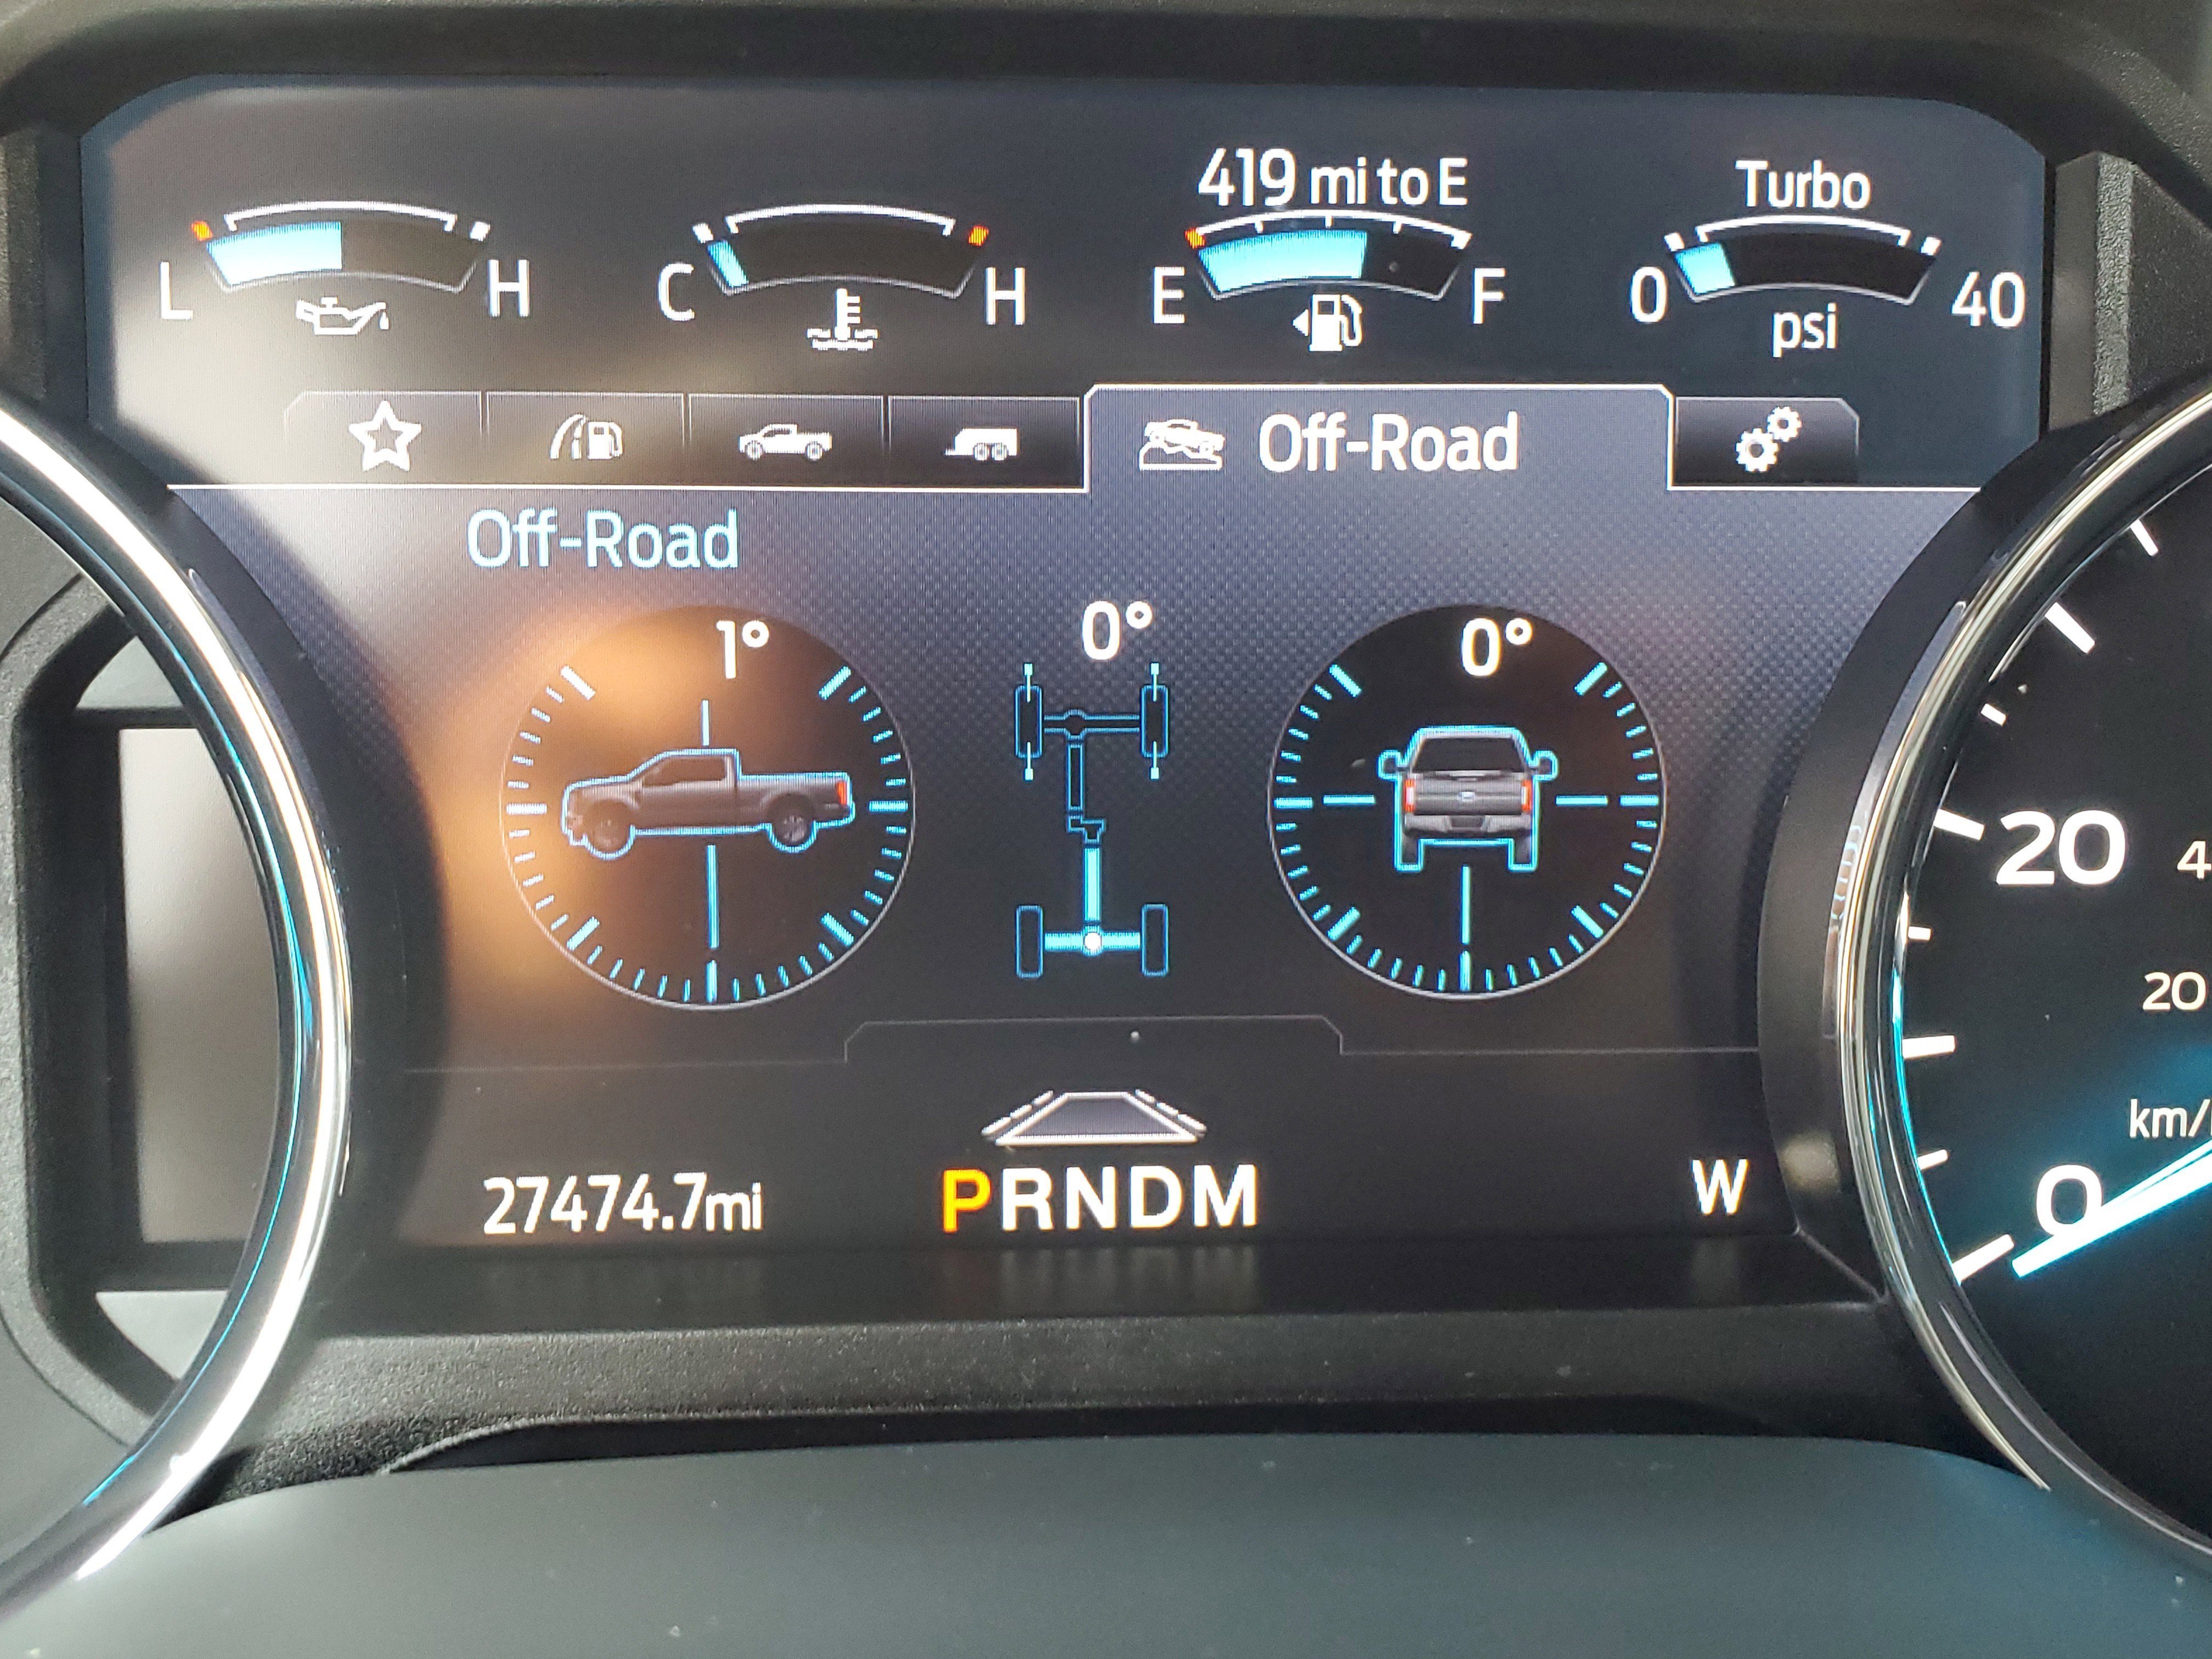 419 mi to E
Turbo
L H
C H
E F
0 40
psi
Off-Road
Off-Road
1°
0°
0°
20
20
km/
0
27474.7mi
PRNDM
W